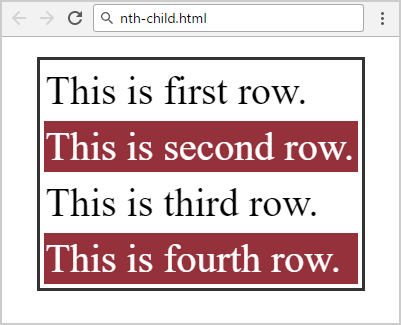 nth-child.html
This is first row.
This is second row.
This is third row.
This is fourth row.